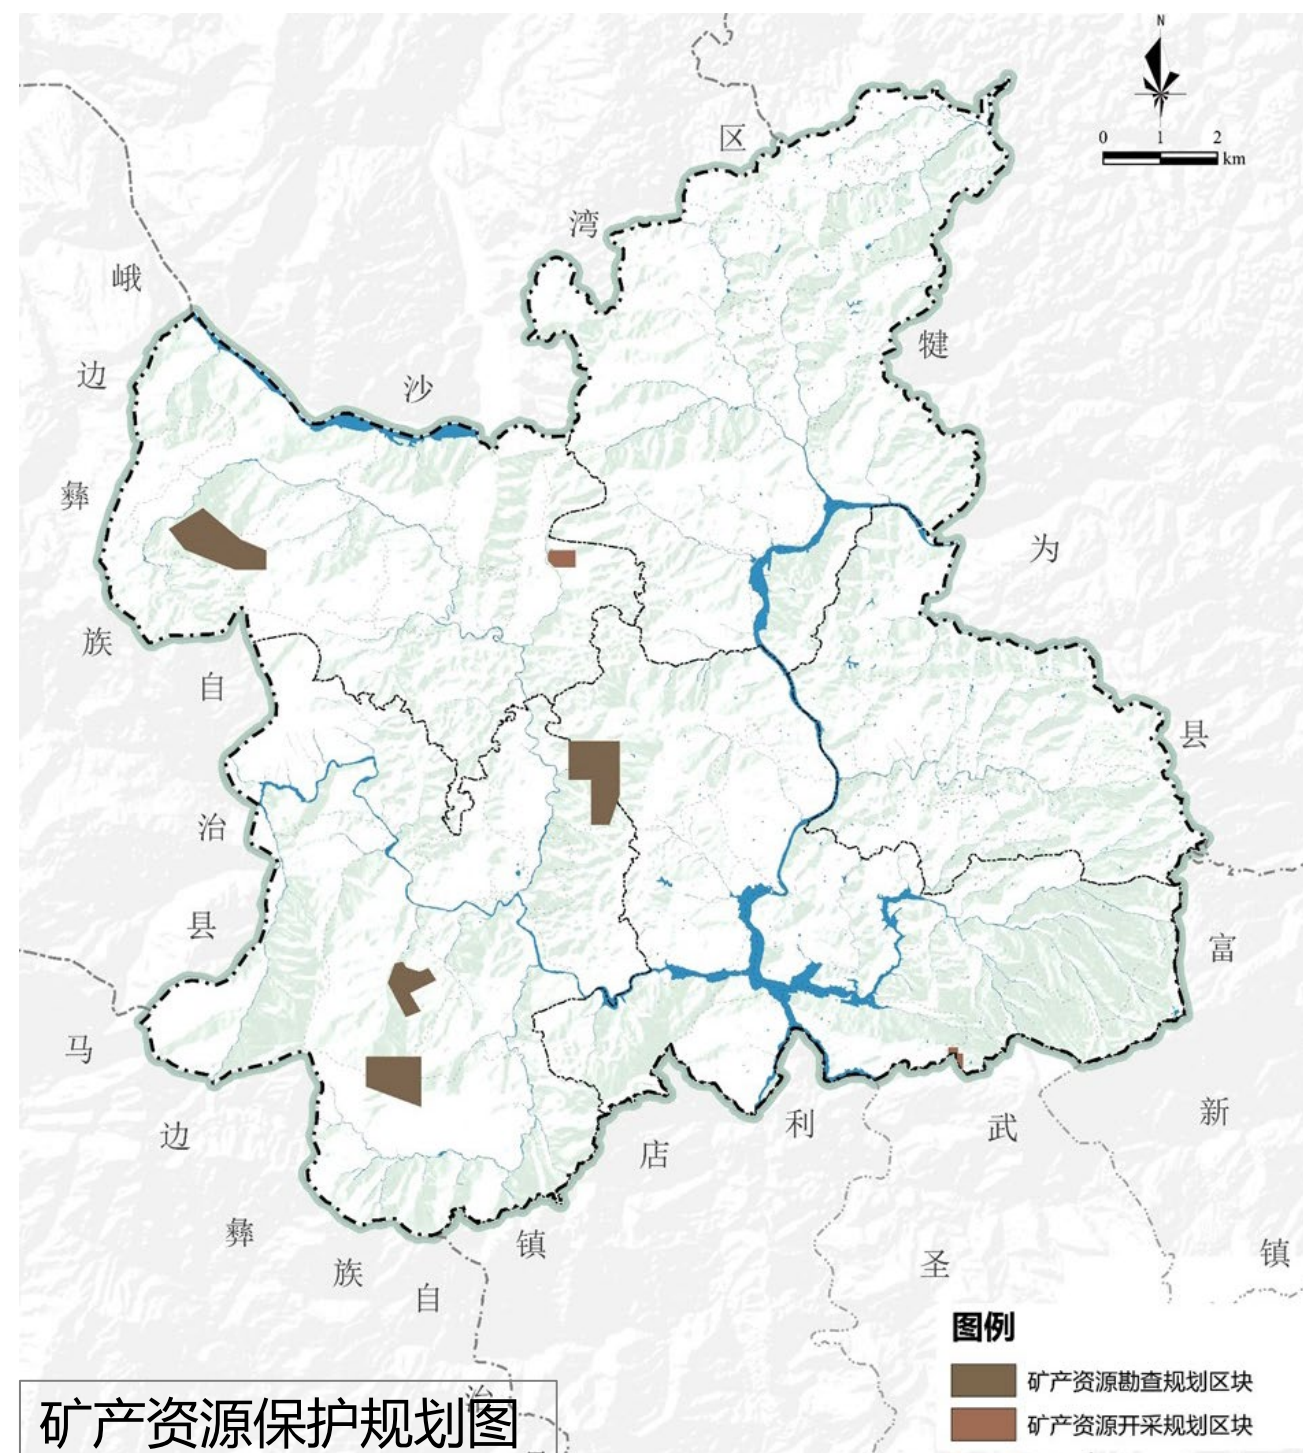 N
0 1 2
km
区
湾
峨
犍
边
沙
彝
为
族
自
县
治
县
富
马
新
边
利
武
店
彝
镇
镇
族
圣
自
图例
矿产资源勘查规划区块
治
矿产资源保护规划图
矿产资源开采规划区块